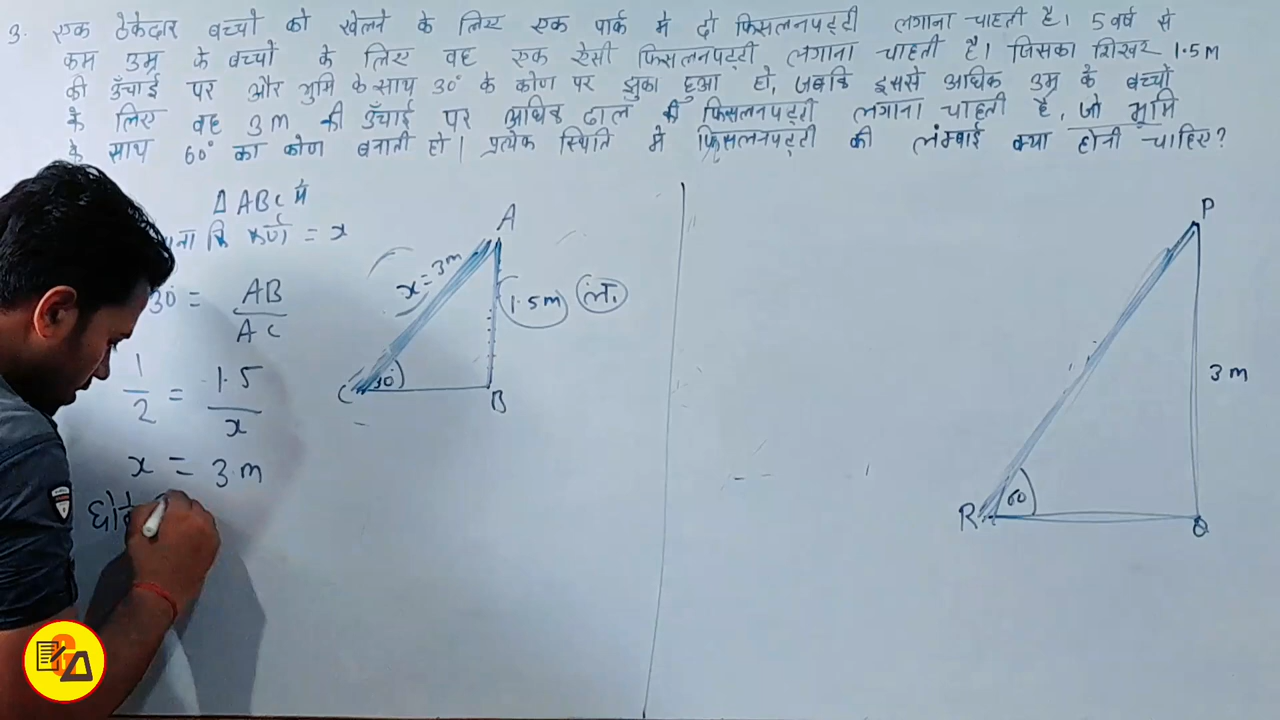 3. एक ठेकेदार बच्चों को खेलने के लिए एक पार्क मे दो फिसलनपट्टी लगाना चाहती है। 5 वर्ष से
कम उम्र के बच्चों के लिए वह एक ऐसी फिसलनपट्टी लगाना चाहती है। जिसका शिखर 1.5 m
की ऊँचाई पर और भुमि के साथ 30° के कोण पर झुका हुआ हो, जबकि इससे अधिक उम्र के बच्चो
के लिए वह 3m की ऊँचाई पर अधिक ढाल की फिसलनपट्टी लगाना चाहती है, जो भूमि
के साथ 60° का कोण बनाती हो। प्रत्येक स्थिति मे फिसलनपट्टी की लंम्बाई क्या होनी चाहिए?
Δ ABC में
कि कर्ण = x
30° = AB
AC
1/2 = 1.5/x
x = 3 m
A
x = 3m
1.5m
लं.
30°
C
B
P
3 m
60
R
Q